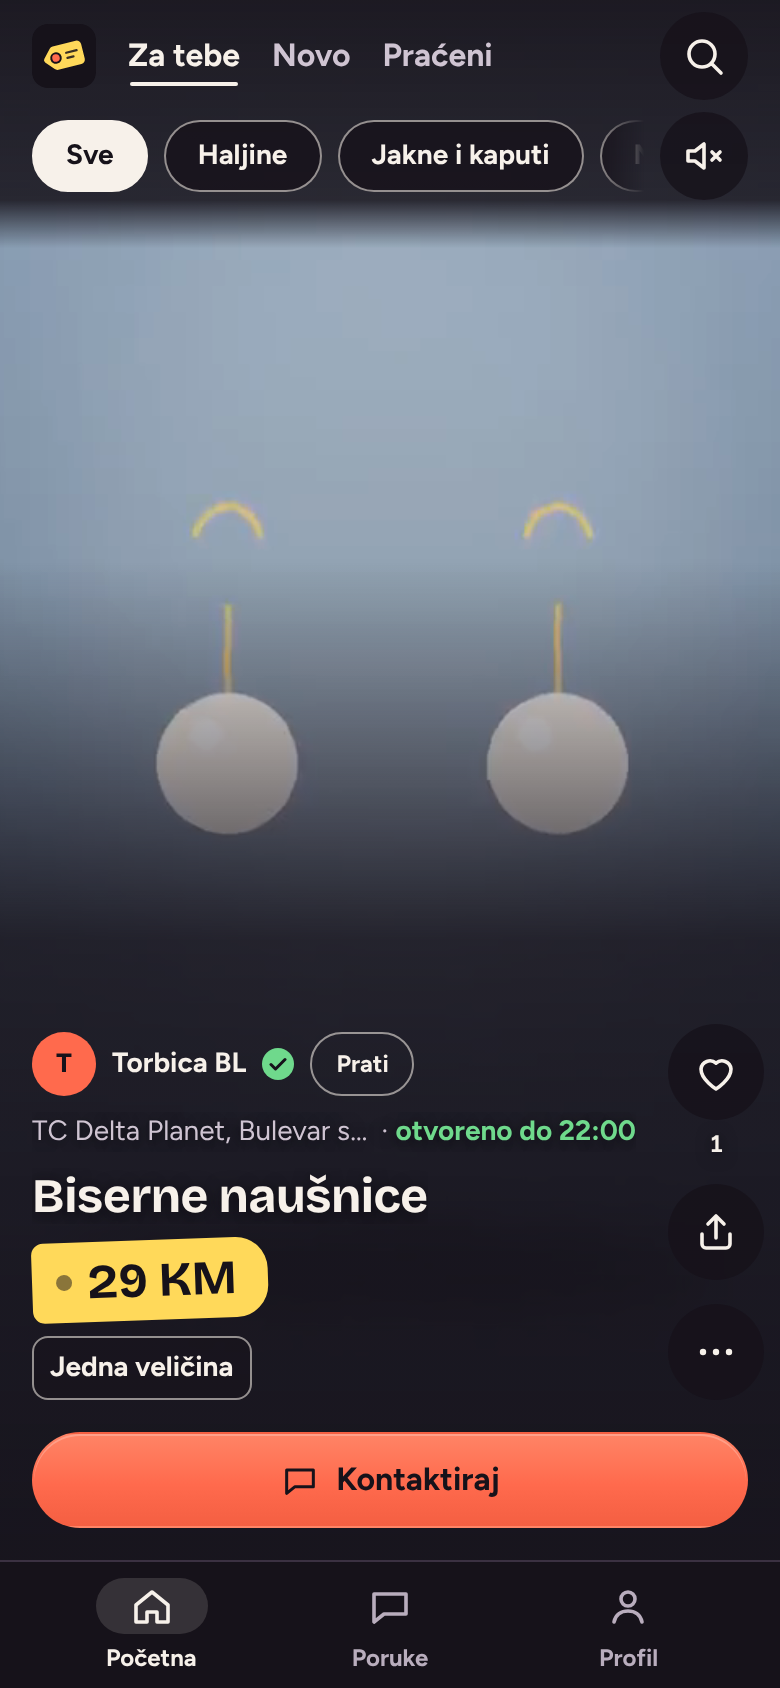 Za tebe Novo Praćeni
Sve Haljine Jakne i kaputi
T Torbica BL Prati
TC Delta Planet, Bulevar s... · otvoreno do 22:00
1
Biserne naušnice
29 KM
Jedna veličina
Kontaktiraj
Početna Poruke Profil